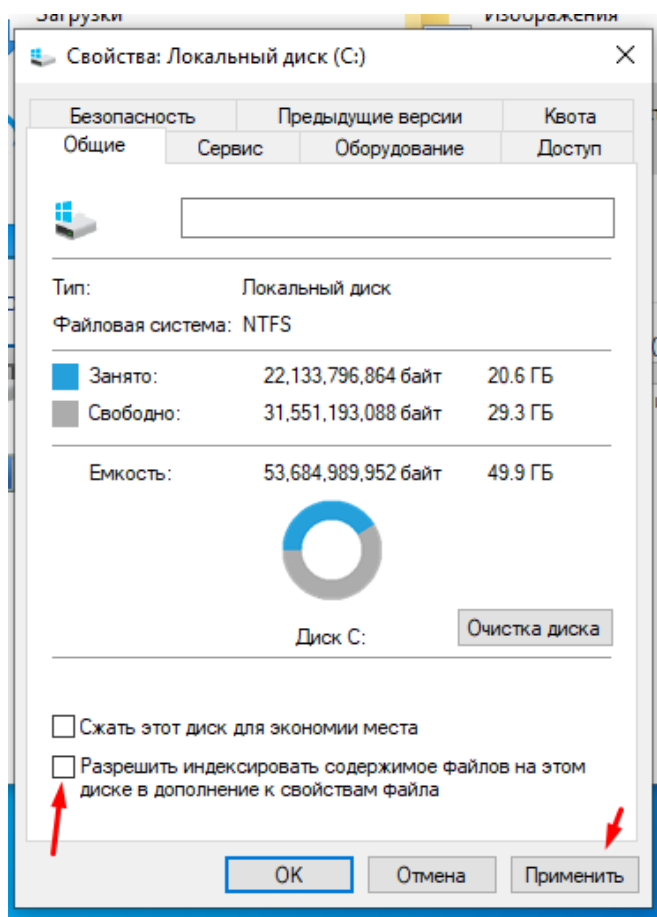 Загрузки
Изображения
Свойства: Локальный диск (C:)
Безопасность Предыдущие версии Квота
Общие Сервис Оборудование Доступ
Тип: Локальный диск
Файловая система: NTFS
Занято: 22,133,796,864 байт 20.6 ГБ
Свободно: 31,551,193,088 байт 29.3 ГБ
Емкость: 53,684,989,952 байт 49.9 ГБ
Диск C:
Очистка диска
Сжать этот диск для экономии места
Разрешить индексировать содержимое файлов на этом
диске в дополнение к свойствам файла
OK Отмена Применить